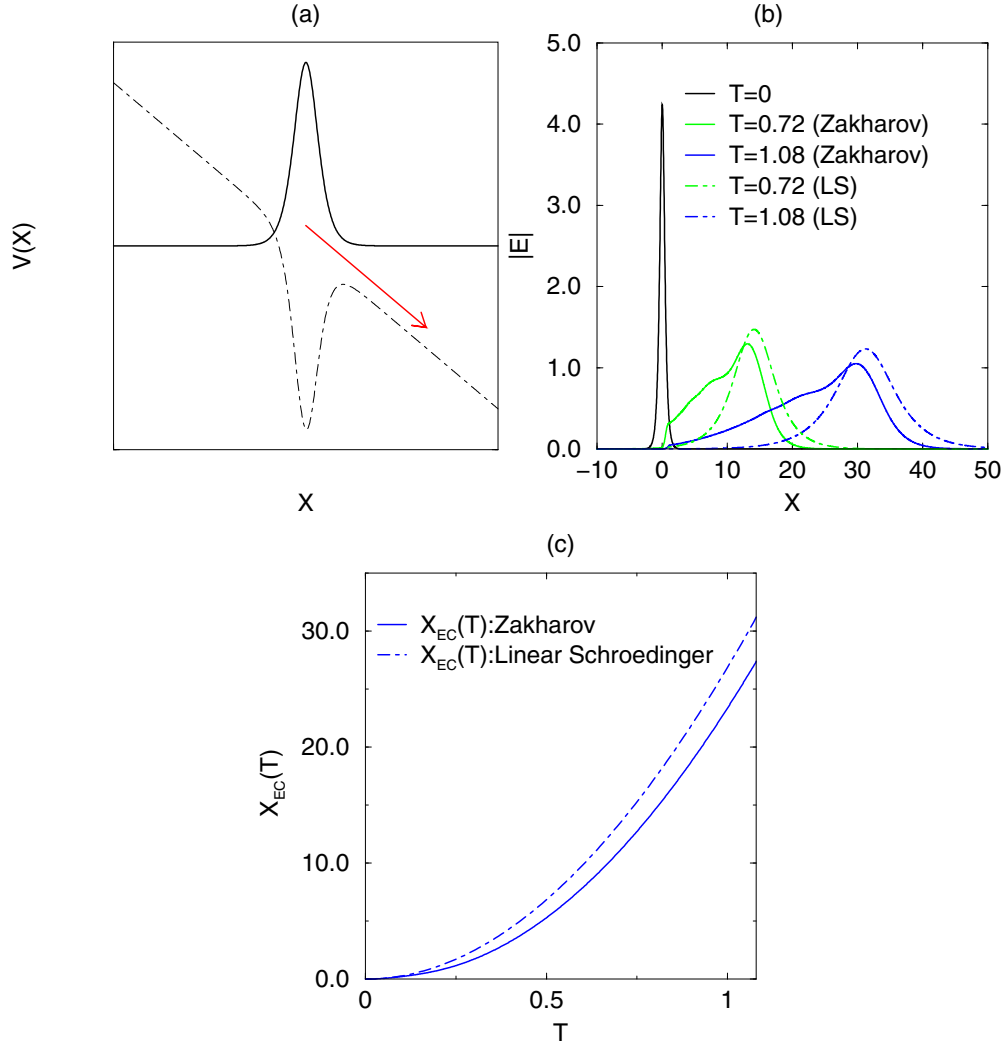 (a)
V(X)
X
(b)
|E|
5.0
4.0
3.0
2.0
1.0
0.0
T=0
T=0.72 (Zakharov)
T=1.08 (Zakharov)
T=0.72 (LS)
T=1.08 (LS)
−10 0 10 20 30 40 50
X
(c)
X_EC(T)
30.0
20.0
10.0
0.0
X_EC(T):Zakharov
X_EC(T):Linear Schroedinger
0 0.5 1
T